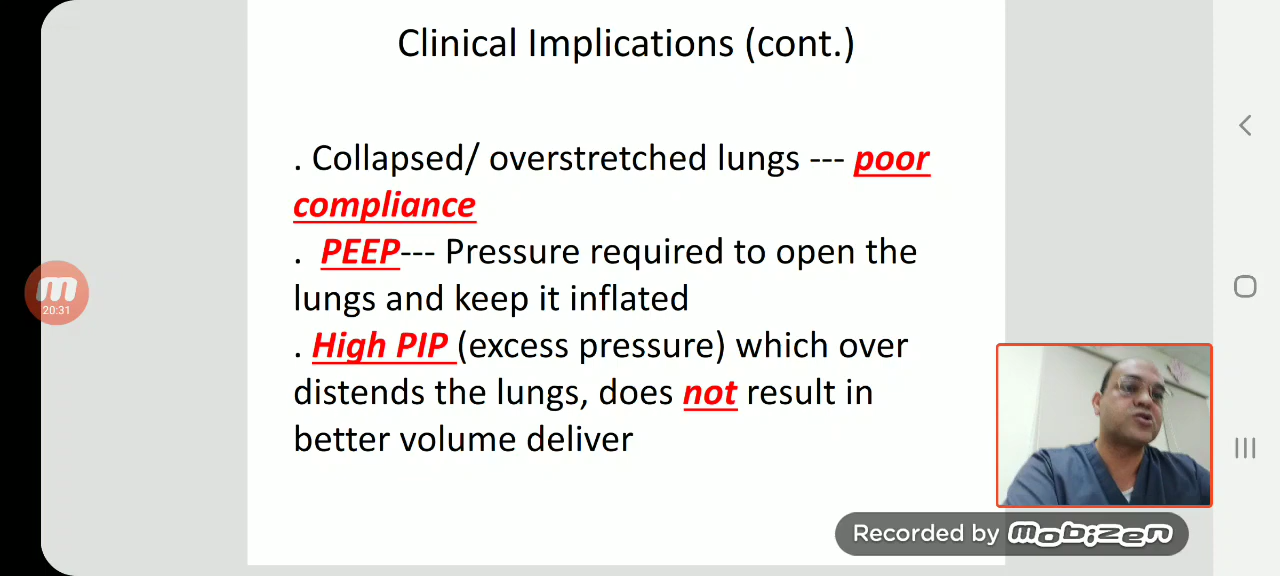 Clinical Implications (cont.)
. Collapsed/ overstretched lungs --- poor
compliance
. PEEP--- Pressure required to open the
lungs and keep it inflated
. High PIP (excess pressure) which over
distends the lungs, does not result in
better volume deliver
m
20:31
Recorded by mobizen